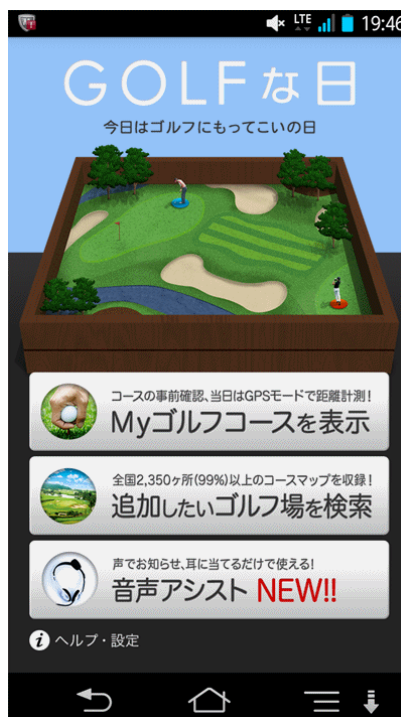 LTE 19:46
GOLFな日
今日はゴルフにもってこいの日
コースの事前確認、当日はGPSモードで距離計測!
Myゴルフコースを表示
全国2,350ヶ所(99%)以上のコースマップを収録!
追加したいゴルフ場を検索
声でお知らせ、耳に当てるだけで使える!
音声アシスト NEW!!
i ヘルプ・設定